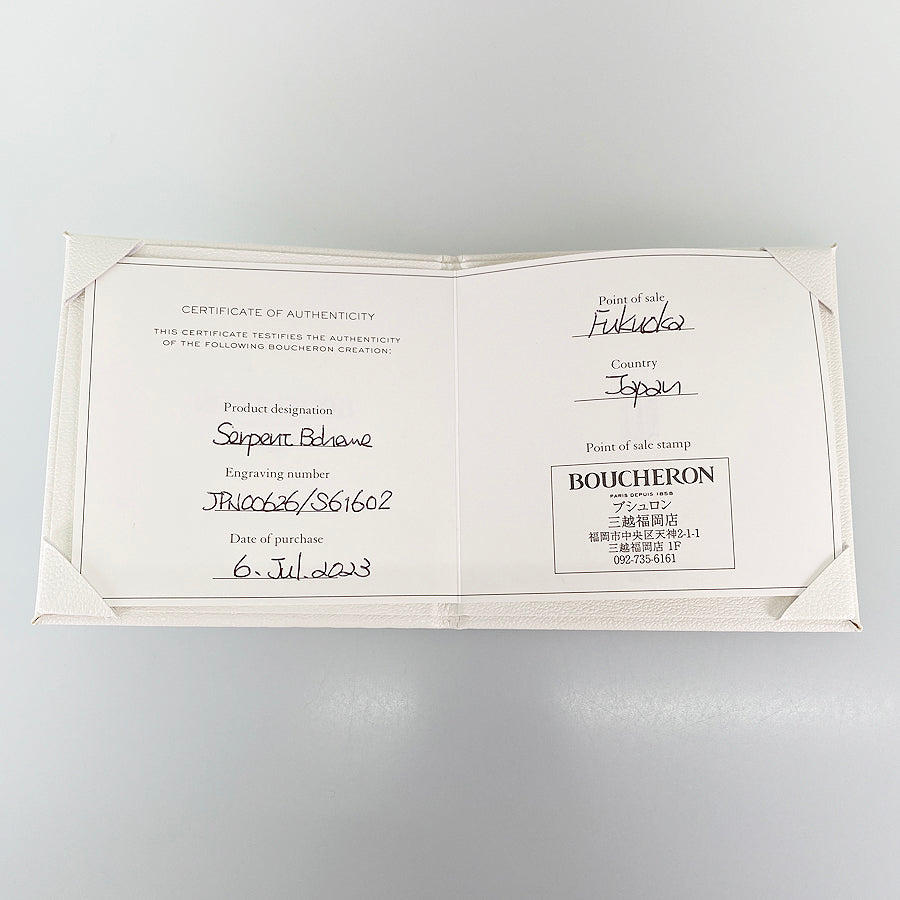 CERTIFICATE OF AUTHENTICITY
THIS CERTIFICATE TESTIFIES THE AUTHENTICITY
OF THE FOLLOWING BOUCHERON CREATION:
Product designation
Serpent Boheme
Engraving number
JPN00626/S61602
Date of purchase
6. Jul. 2023
Point of sale
Fukuoka
Country
Japan
Point of sale stamp
BOUCHERON
PARIS DEPUIS 1858
ブシュロン
三越福岡店
福岡市中央区天神2-1-1
三越福岡店 1F
092-735-6161